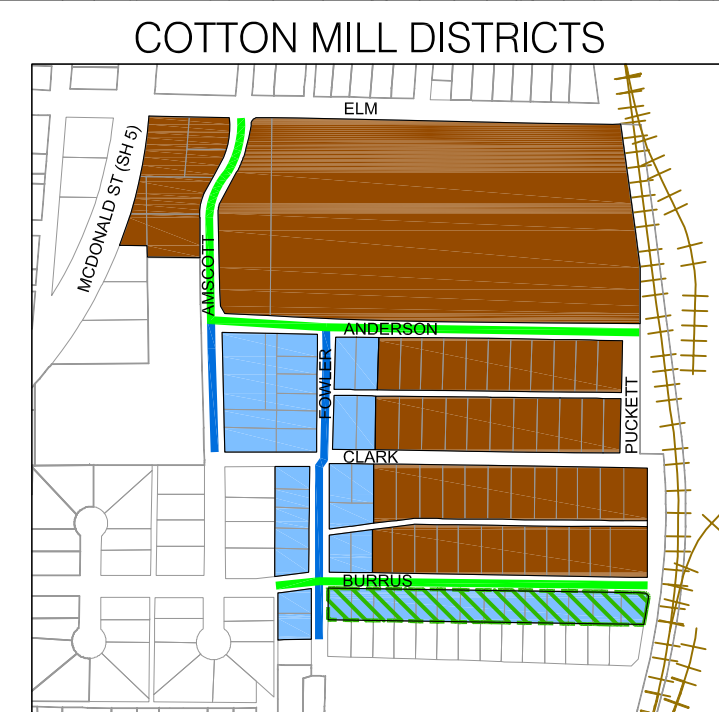 COTTON MILL DISTRICTS
ELM
MCDONALD ST (SH 5)
AMSCOTT
ANDERSON
FOWLER
PUCKETT
CLARK
BURRUS